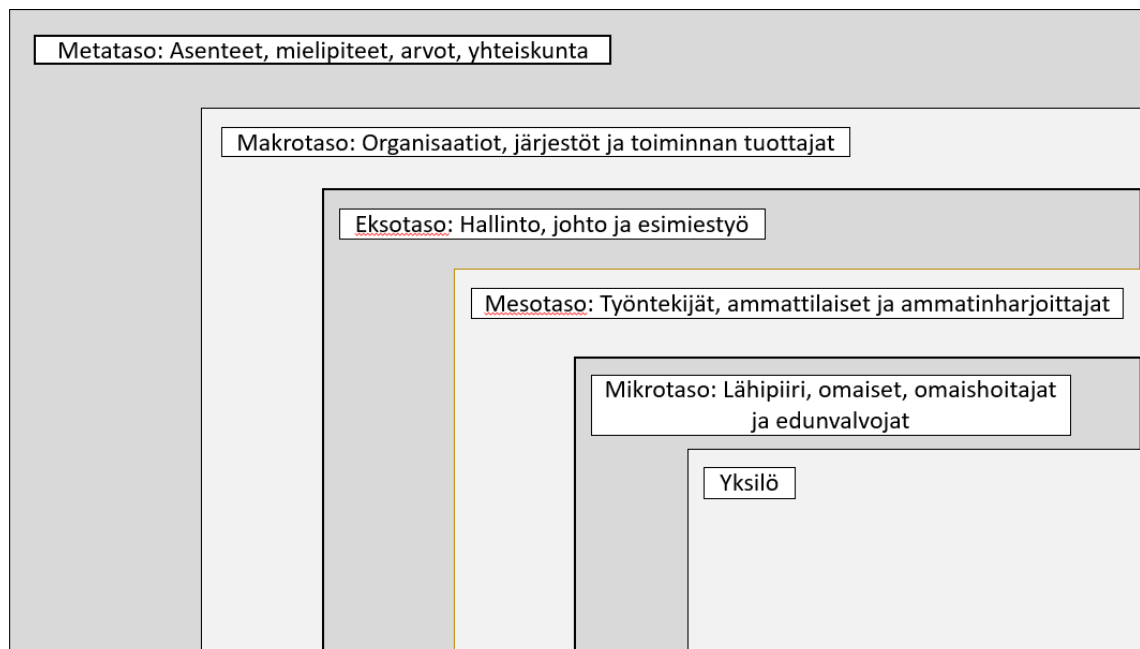 Metataso: Asenteet, mielipiteet, arvot, yhteiskunta
Makrotaso: Organisaatiot, järjestöt ja toiminnan tuottajat
Eksotaso: Hallinto, johto ja esimiestyö
Mesotaso: Työntekijät, ammattilaiset ja ammatinharjoittajat
Mikrotaso: Lähipiiri, omaiset, omaishoitajat
ja edunvalvojat
Yksilö